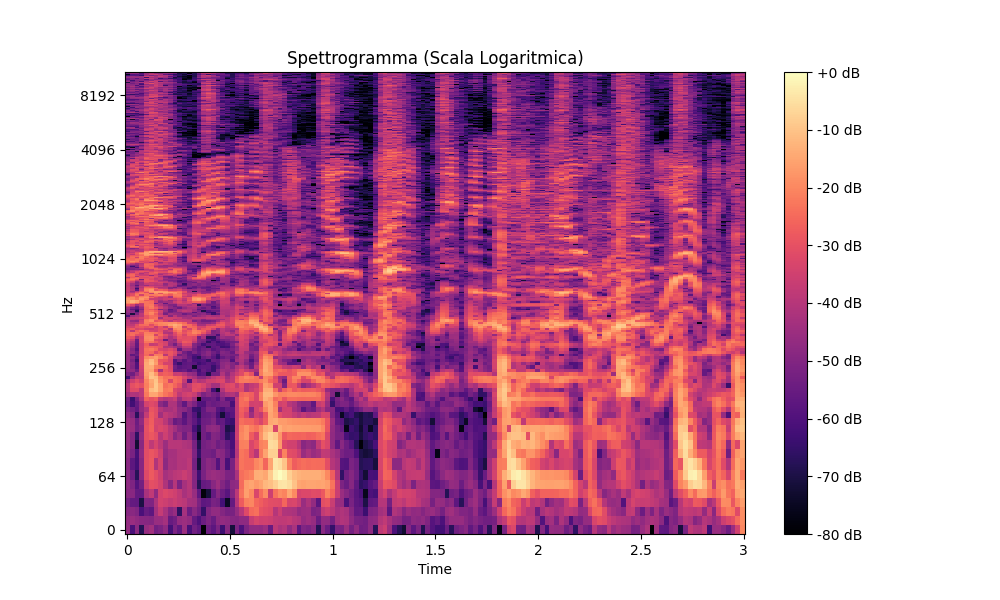 Spettrogramma (Scala Logaritmica)
8192
4096
2048
1024
512
256
128
64
0
Hz
0
0.5
1
1.5
2
2.5
3
Time
+0 dB
-10 dB
-20 dB
-30 dB
-40 dB
-50 dB
-60 dB
-70 dB
-80 dB